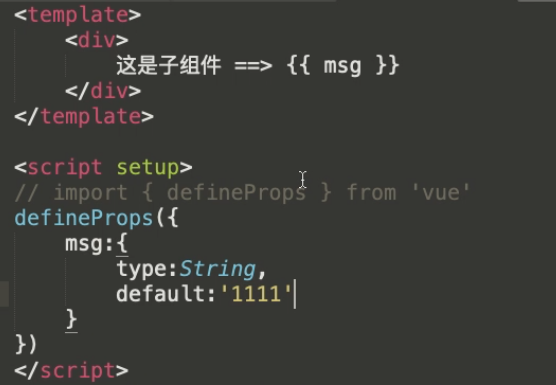 <template>
    <div>
        这是子组件 ==> {{ msg }}
    </div>
</template>

<script setup>
// import { defineProps } from 'vue'
defineProps({
    msg:{
        type:String,
        default:'1111'
    }
})
</script>